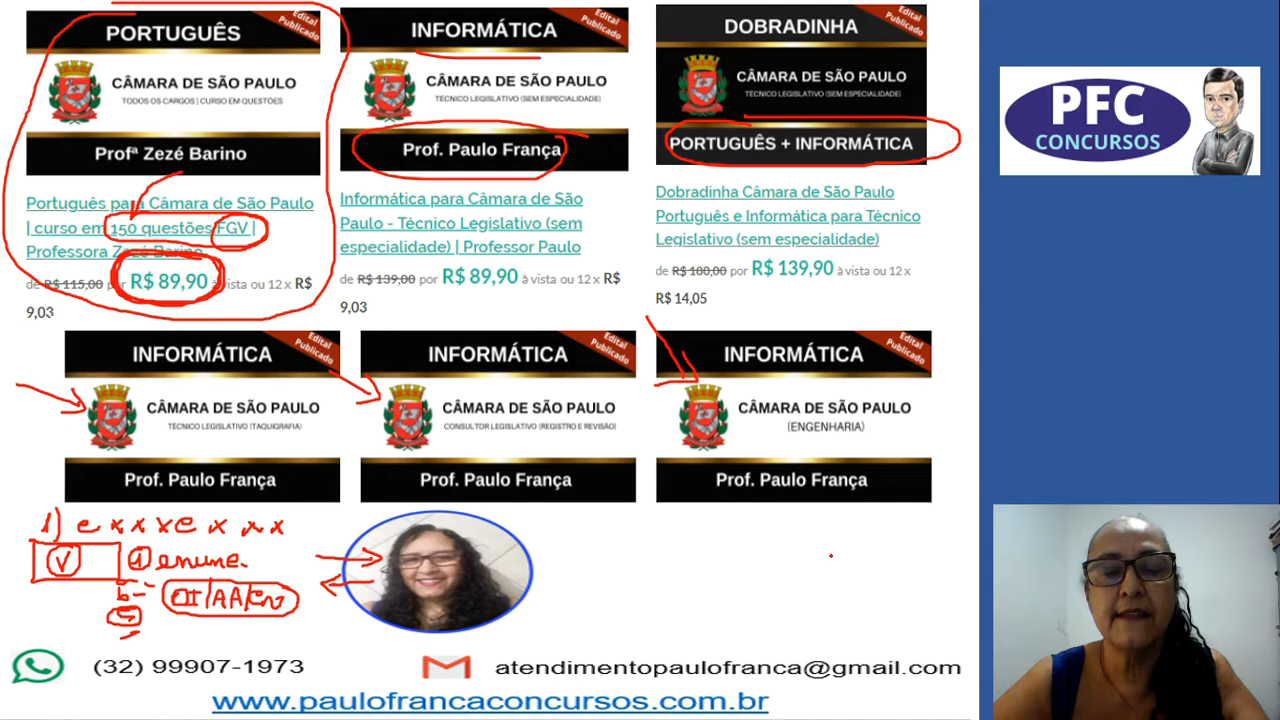 PORTUGUÊS
Edital Publicado
CÂMARA DE SÃO PAULO
TODOS OS CARGOS | CURSO EM QUESTÕES
Profª Zezé Barino
Português para Câmara de São Paulo
| curso em 150 questões FGV |
Professora Zezé Barino
de R$ 115,00 por R$ 89,90 à vista ou 12 x R$
9,03
INFORMÁTICA
Edital Publicado
CÂMARA DE SÃO PAULO
TÉCNICO LEGISLATIVO (SEM ESPECIALIDADE)
Prof. Paulo França
Informática para Câmara de São
Paulo - Técnico Legislativo (sem
especialidade) | Professor Paulo
de R$ 139,00 por R$ 89,90 à vista ou 12 x R$
9,03
DOBRADINHA
Edital Publicado
CÂMARA DE SÃO PAULO
TÉCNICO LEGISLATIVO (SEM ESPECIALIDADE)
PORTUGUÊS + INFORMÁTICA
Dobradinha Câmara de São Paulo
Português e Informática para Técnico
Legislativo (sem especialidade)
de R$ 180,00 por R$ 139,90 à vista ou 12 x
R$ 14,05
PFC
CONCURSOS
INFORMÁTICA
Edital Publicado
CÂMARA DE SÃO PAULO
TÉCNICO LEGISLATIVO (TAQUIGRAFIA)
Prof. Paulo França
INFORMÁTICA
Edital Publicado
CÂMARA DE SÃO PAULO
CONSULTOR LEGISLATIVO (REGISTRO E REVISÃO)
Prof. Paulo França
INFORMÁTICA
Edital Publicado
CÂMARA DE SÃO PAULO
(ENGENHARIA)
Prof. Paulo França
1) e x x x e x x x
V
enunc.
b-
(32) 99907-1973
atendimentopaulofranca@gmail.com
www.paulofrancaconcursos.com.br